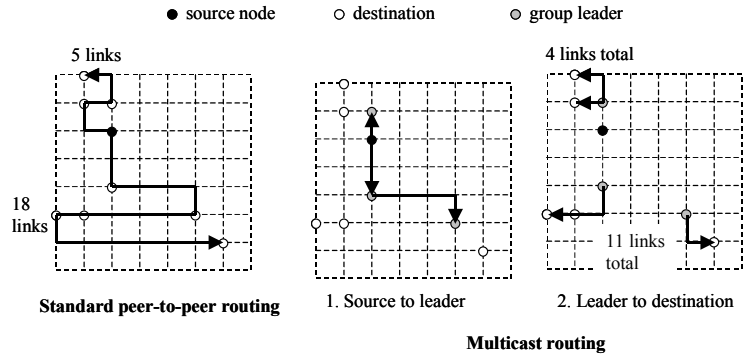 source node
destination
group leader
5 links
4 links total
18
links
11 links
total
Standard peer-to-peer routing
1. Source to leader
2. Leader to destination
Multicast routing